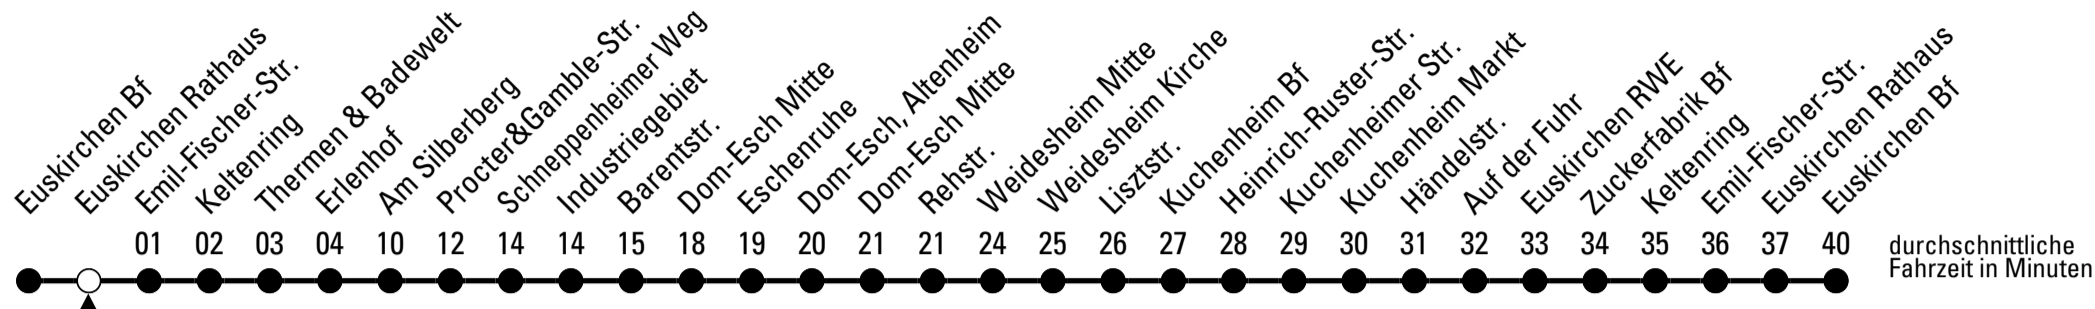 Euskirchen Bf
Euskirchen Rathaus
Emil-Fischer-Str.
Keltenring
Thermen & Badewelt
Erlenhof
Am Silberberg
Procter&Gamble-Str.
Schneppenheimer Weg
Industriegebiet
Barentstr.
Dom-Esch Mitte
Eschenruhe
Dom-Esch, Altenheim
Dom-Esch Mitte
Rehstr.
Weidesheim Mitte
Weidesheim Kirche
Lisztstr.
Kuchenheim Bf
Heinrich-Ruster-Str.
Kuchenheimer Str.
Kuchenheim Markt
Händelstr.
Auf der Fuhr
Euskirchen RWE
Zuckerfabrik Bf
Keltenring
Emil-Fischer-Str.
Euskirchen Rathaus
Euskirchen Bf
01 02 03 04 10 12 14 14 15 18 19 20 21 21 24 25 26 27 28 29 30 31 32 33 34 35 36 37 40
durchschnittliche
Fahrzeit in Minuten